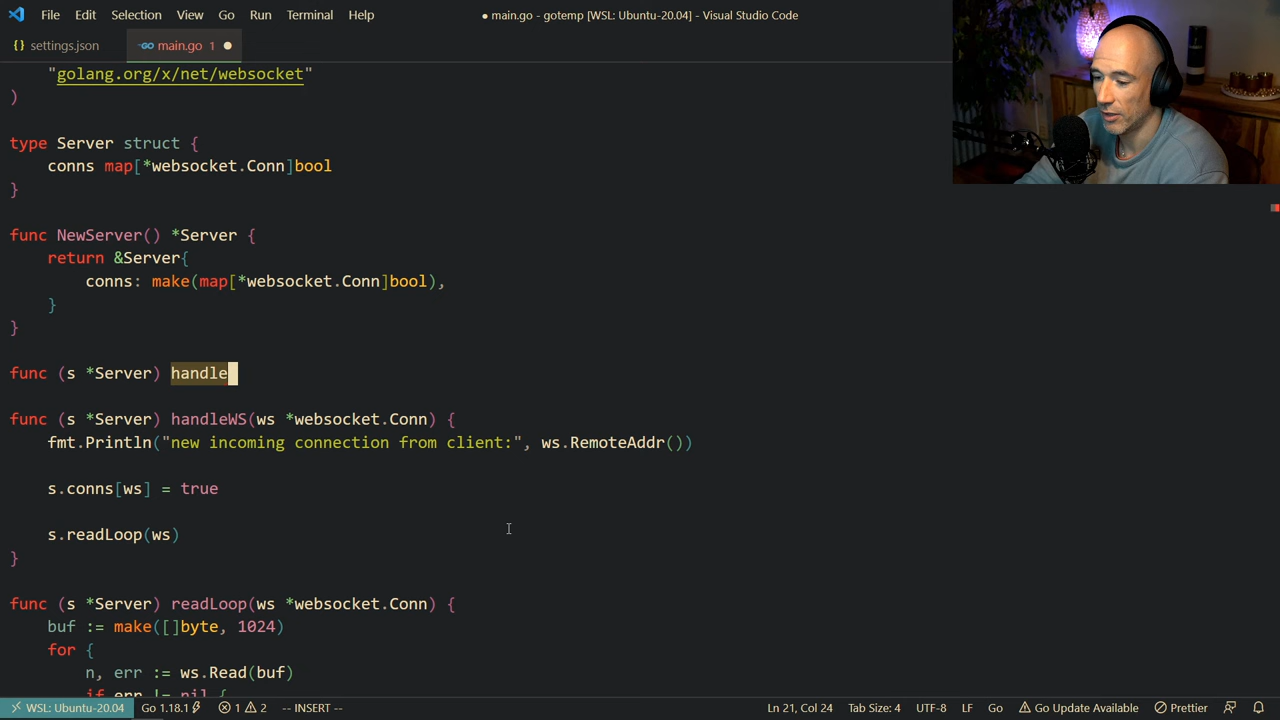 File Edit Selection View Go Run Terminal Help
● main.go - gotemp [WSL: Ubuntu-20.04] - Visual Studio Code
{} settings.json
main.go 1
"golang.org/x/net/websocket"
)
type Server struct {
conns map[*websocket.Conn]bool
}
func NewServer() *Server {
return &Server{
conns: make(map[*websocket.Conn]bool),
}
}
func (s *Server) handle
func (s *Server) handleWS(ws *websocket.Conn) {
fmt.Println("new incoming connection from client:", ws.RemoteAddr())
s.conns[ws] = true
s.readLoop(ws)
}
func (s *Server) readLoop(ws *websocket.Conn) {
buf := make([]byte, 1024)
for {
n, err := ws.Read(buf)
if err != nil {
WSL: Ubuntu-20.04 Go 1.18.1 1 2 -- INSERT -- Ln 21, Col 24 Tab Size: 4 UTF-8 LF Go Go Update Available Prettier